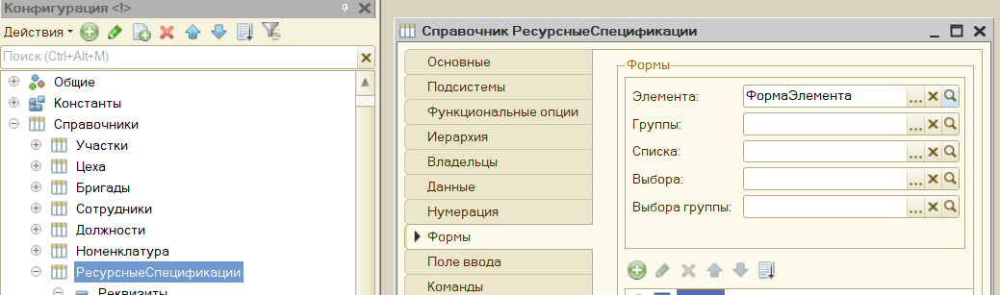 Конфигурация <!>
Действия
Поиск (Ctrl+Alt+M)
Общие
Константы
Справочники
Участки
Цеха
Бригады
Сотрудники
Должности
Номенклатура
РесурсныеСпецификации
Реквизиты
Справочник РесурсныеСпецификации
Основные
Подсистемы
Функциональные опции
Иерархия
Владельцы
Данные
Нумерация
Формы
Поле ввода
Команды
Формы
Элемента: ФормаЭлемента ...
Группы: ...
Списка: ...
Выбора: ...
Выбора группы: ...